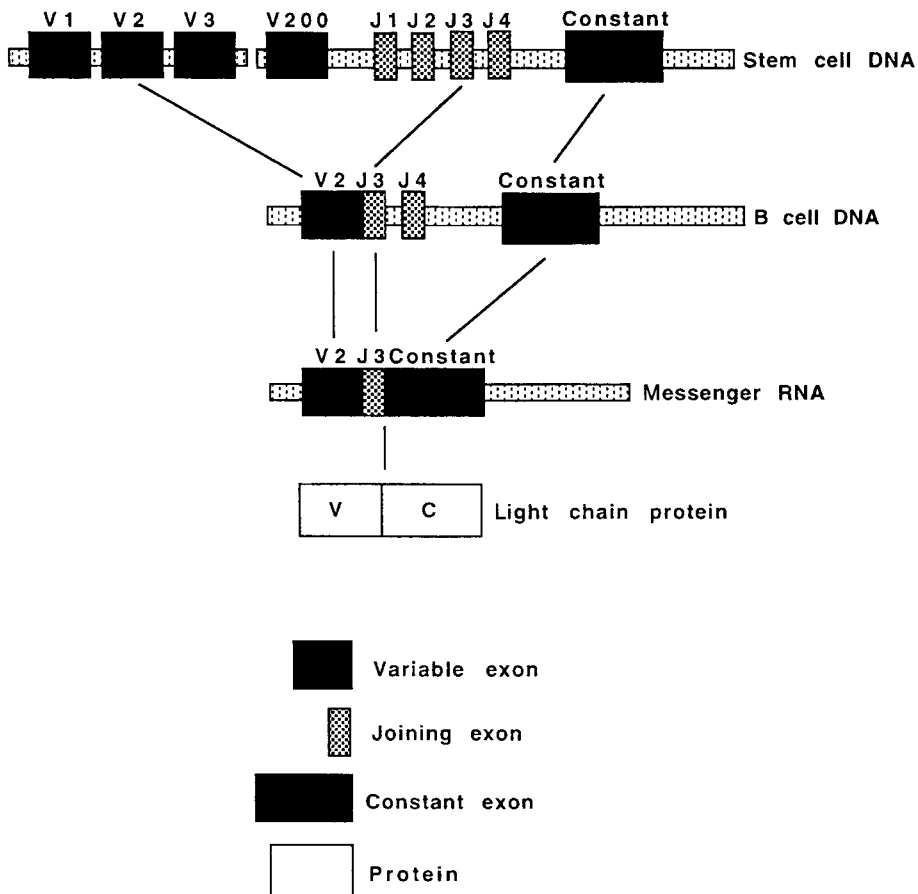 V1 V2 V3 V200 J1 J2 J3 J4 Constant
Stem cell DNA
V2 J3 J4 Constant
B cell DNA
V2 J3 Constant
Messenger RNA
V C Light chain protein
Variable exon
Joining exon
Constant exon
Protein